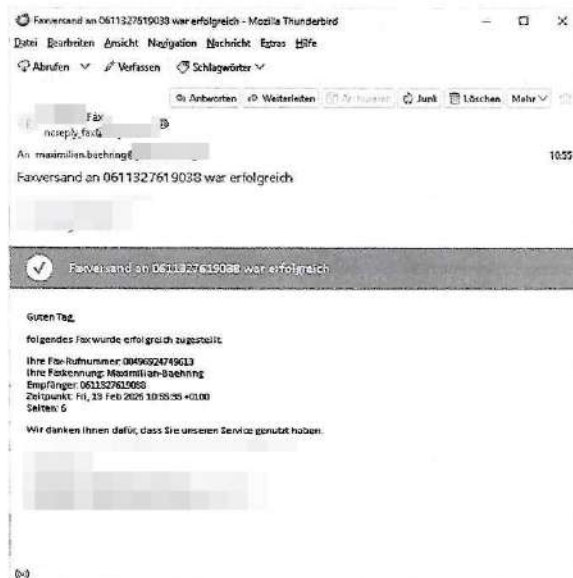 Faxversand an 0611327619038 war erfolgreich - Mozilla Thunderbird
Datei Bearbeiten Ansicht Navigation Nachricht Extras Hilfe
Abrufen Verfassen Schlagwörter
Antworten Weiterleiten Archivieren Junk Löschen Mehr
Fax
noreply_fax@
An maximilian.baehring@
10:55
Faxversand an 0611327619038 war erfolgreich
Faxversand an 0611327619038 war erfolgreich
Guten Tag,
folgendes Fax wurde erfolgreich zugestellt.
Ihre Fax-Rufnummer: 00496924749613
Ihre Faxkennung: Maximilian-Baehring
Empfänger: 0611327619038
Zeitpunkt: Fri, 13 Feb 2026 10:55:35 +0100
Seiten: 6
Wir danken Ihnen dafür, dass Sie unseren Service genutzt haben.